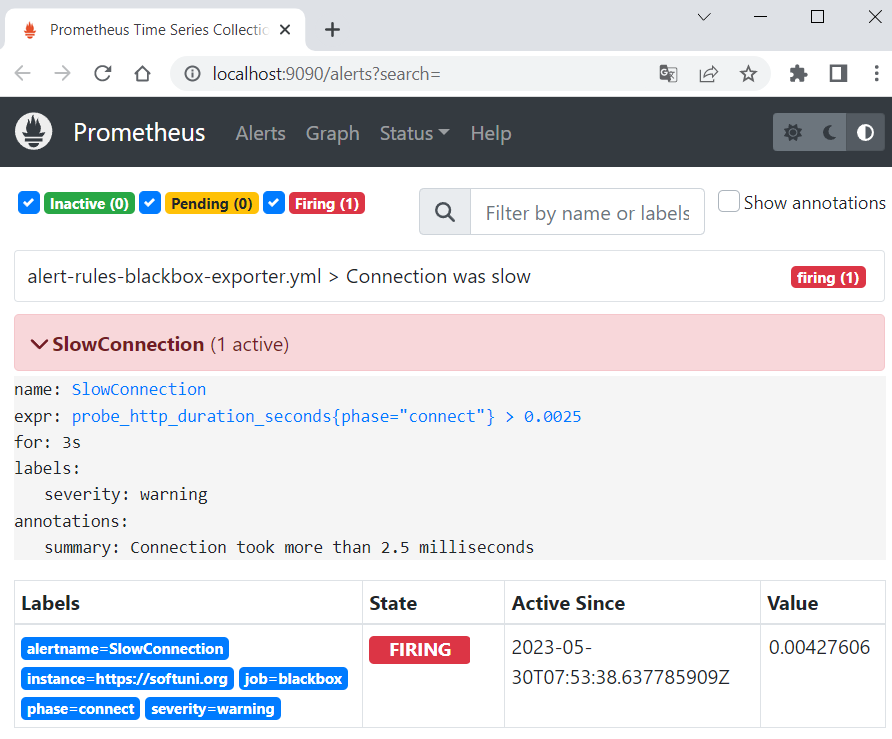 Prometheus Time Series Collectio
localhost:9090/alerts?search=
Prometheus Alerts Graph Status Help
Inactive (0) Pending (0) Firing (1) Filter by name or labels Show annotations
alert-rules-blackbox-exporter.yml > Connection was slow firing (1)
SlowConnection (1 active)
name: SlowConnection
expr: probe_http_duration_seconds{phase="connect"} > 0.0025
for: 3s
labels:
severity: warning
annotations:
summary: Connection took more than 2.5 milliseconds
Labels State Active Since Value
alertname=SlowConnection FIRING 2023-05- 0.00427606
instance=https://softuni.org job=blackbox 30T07:53:38.637785909Z
phase=connect severity=warning